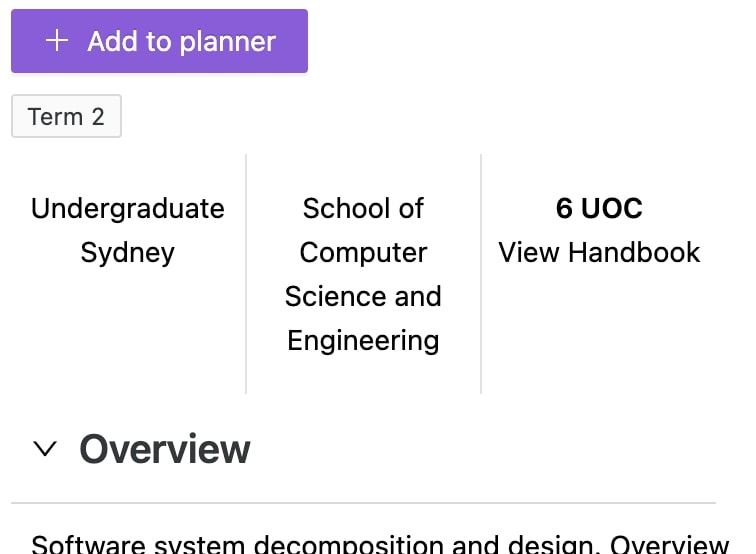 + Add to planner
Term 2
Undergraduate
Sydney
School of
Computer
Science and
Engineering
6 UOC
View Handbook
Overview
Software system decomposition and design. Overview